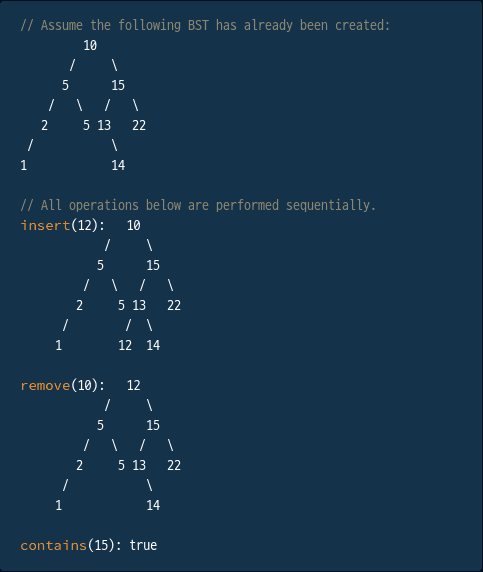 // Assume the following BST has already been created:
         10
       /     \
      5      15
    /   \   /   \
   2     5 13   22
 /           \
1            14

// All operations below are performed sequentially.
insert(12):   10
            /     \
           5      15
         /   \   /   \
        2     5 13   22
      /        /  \
     1        12  14

remove(10):   12
            /     \
           5      15
         /   \   /   \
        2     5 13   22
      /           \
     1            14

contains(15): true